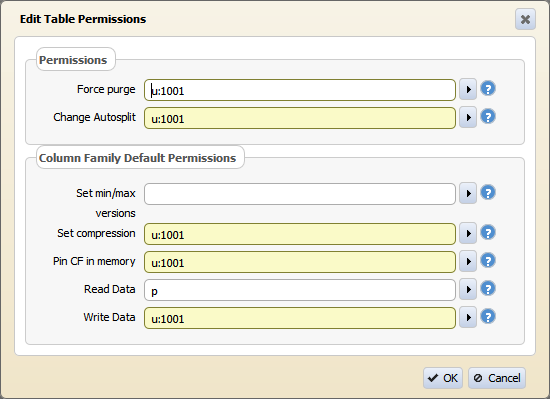 Edit Table Permissions
Permissions
Force purge u:1001
Change Autosplit u:1001
Column Family Default Permissions
Set min/max
versions
Set compression u:1001
Pin CF in memory u:1001
Read Data p
Write Data u:1001
OK Cancel